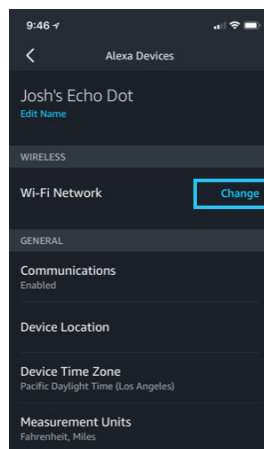 9:46
Alexa Devices
Josh's Echo Dot
Edit Name
WIRELESS
Wi-Fi Network
Change
GENERAL
Communications
Enabled
Device Location
Device Time Zone
Pacific Daylight Time (Los Angeles)
Measurement Units
Fahrenheit, Miles